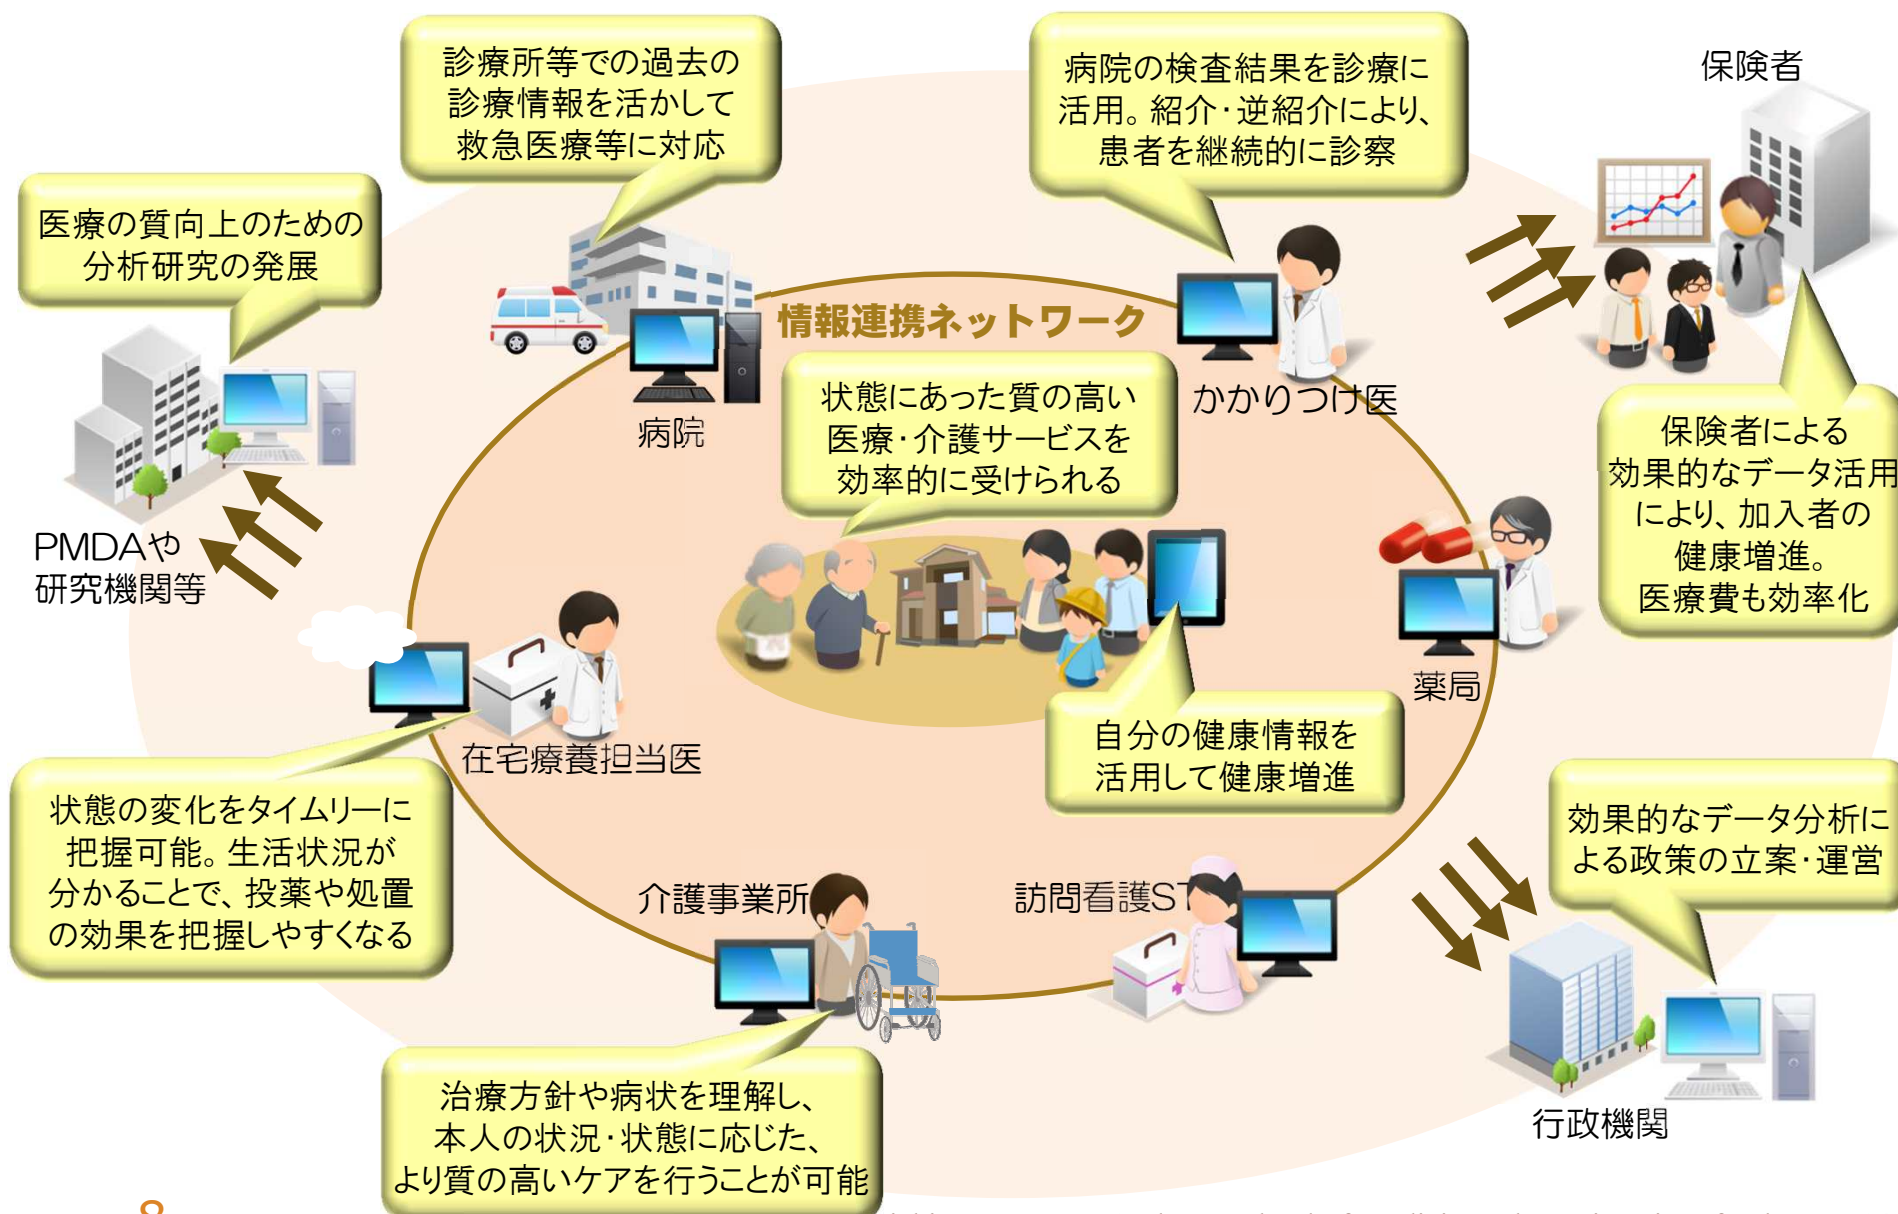 診療所等での過去の
診療情報を活かして
救急医療等に対応
病院の検査結果を診療に
活用。紹介・逆紹介により、
患者を継続的に診察
保険者
医療の質向上のための
分析研究の発展
情報連携ネットワーク
病院
かかりつけ医
状態にあった質の高い
医療・介護サービスを
効率的に受けられる
保険者による
効果的なデータ活用
により、加入者の
健康増進。
医療費も効率化
PMDAや
研究機関等
薬局
在宅療養担当医
自分の健康情報を
活用して健康増進
状態の変化をタイムリーに
把握可能。生活状況が
分かることで、投薬や処置
の効果を把握しやすくなる
効果的なデータ分析に
よる政策の立案・運営
介護事業所
訪問看護ST
治療方針や病状を理解し、
本人の状況・状態に応じた、
より質の高いケアを行うことが可能
行政機関
8